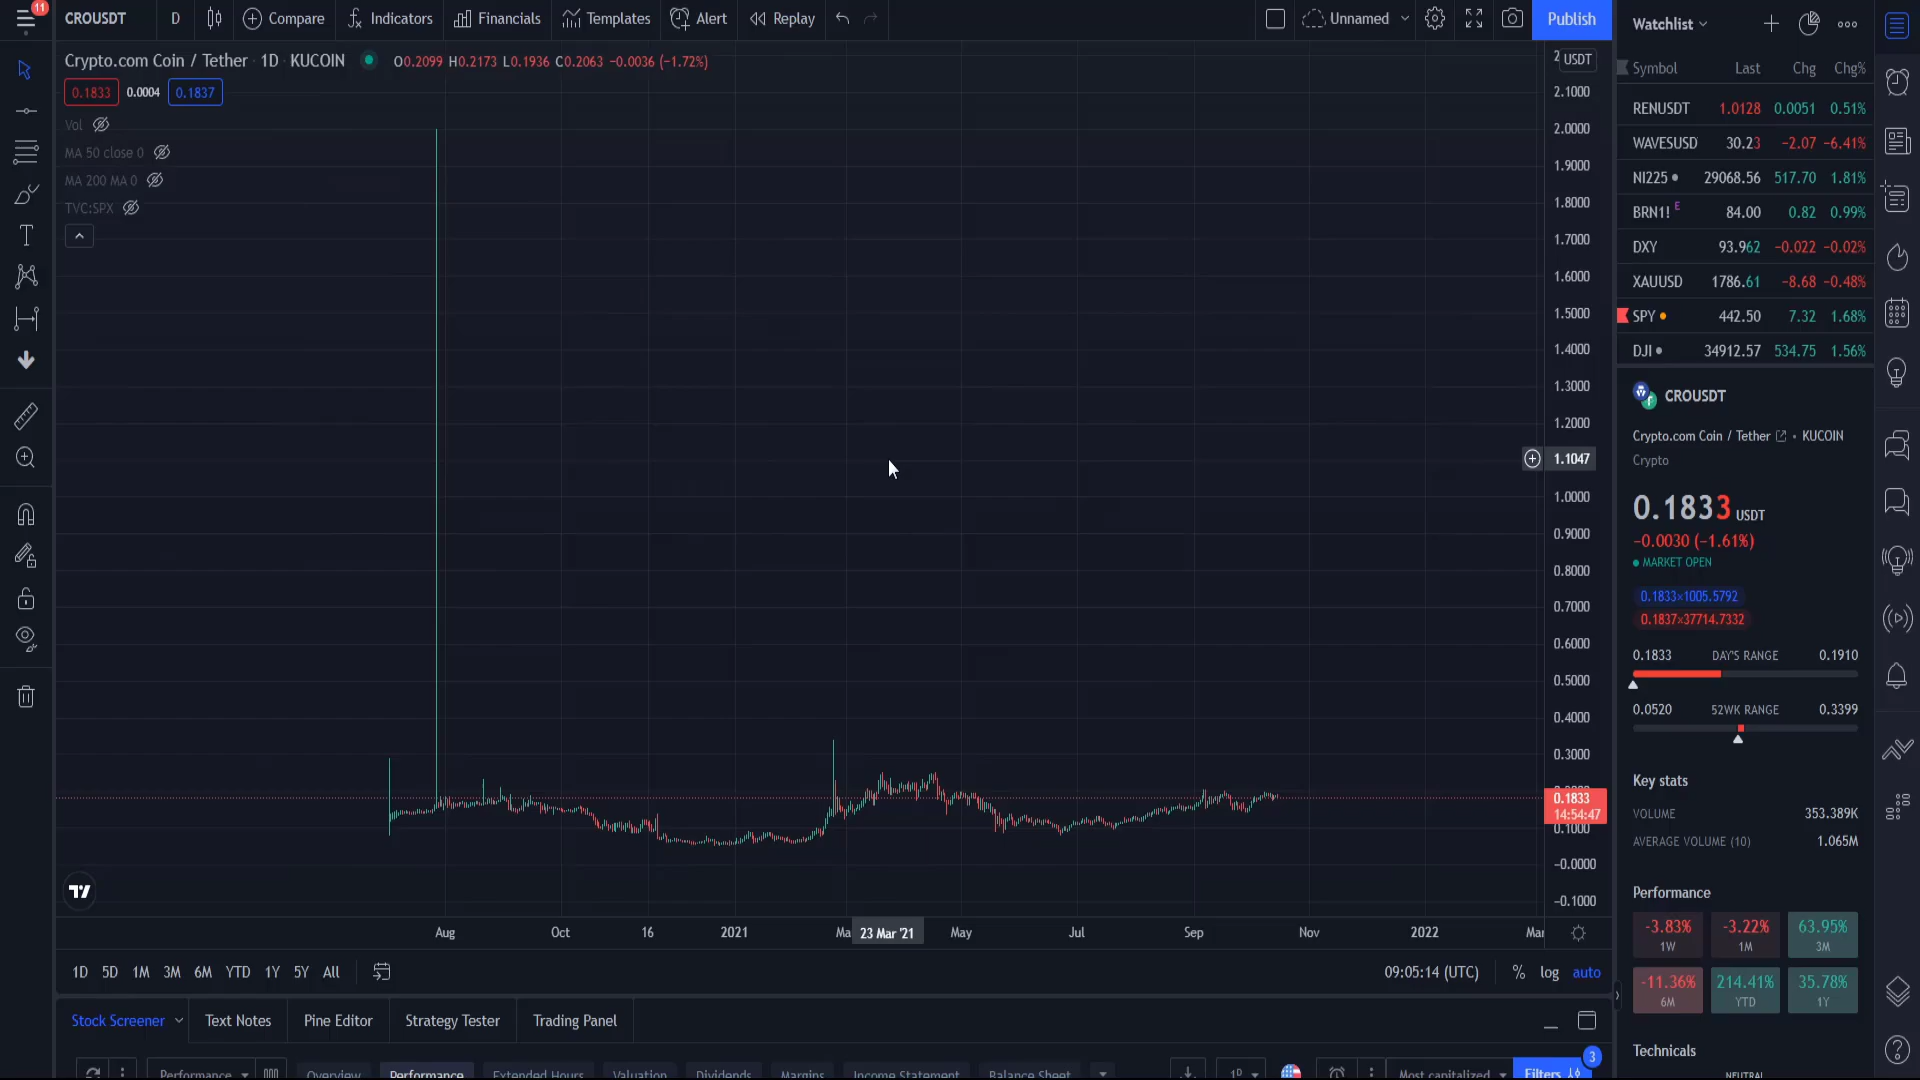 11
CROUSDT D Compare Indicators Financials Templates Alert Replay Unnamed Publish
Crypto.com Coin / Tether · 1D · KUCOIN O0.2099 H0.2173 L0.1936 C0.2063 −0.0036 (−1.72%)
0.1833 0.0004 0.1837
Vol
MA 50 close 0
MA 200 MA 0
TVC:SPX
USDT
2.1000
2.0000
1.9000
1.8000
1.7000
1.6000
1.5000
1.4000
1.3000
1.2000
1.1047
1.0000
0.9000
0.8000
0.7000
0.6000
0.5000
0.4000
0.3000
0.1833
14:54:47
0.1000
−0.0000
−0.1000
Aug Oct 16 2021 Ma 23 Mar '21 May Jul Sep Nov 2022 Mar
1D 5D 1M 3M 6M YTD 1Y 5Y All 09:05:14 (UTC) % log auto
Stock Screener Text Notes Pine Editor Strategy Tester Trading Panel
Performance Overview Performance Extended Hours Valuation Dividends Margins Income Statement Balance Sheet 1D Most capitalized Filters 3
Watchlist
Symbol Last Chg Chg%
RENUSDT 1.0128 0.0051 0.51%
WAVESUSD 30.23 −2.07 −6.41%
NI225 29068.56 517.70 1.81%
BRN1! E 84.00 0.82 0.99%
DXY 93.962 −0.022 −0.02%
XAUUSD 1786.61 −8.68 −0.48%
SPY 442.50 7.32 1.68%
DJI 34912.57 534.75 1.56%
CROUSDT
Crypto.com Coin / Tether · KUCOIN
Crypto
0.1833 USDT
−0.0030 (−1.61%)
MARKET OPEN
0.1833×1005.5792
0.1837×37714.7332
0.1833 DAY'S RANGE 0.1910
0.0520 52WK RANGE 0.3399
Key stats
VOLUME 353.389K
AVERAGE VOLUME (10) 1.065M
Performance
-3.83% -3.22% 63.95%
1W 1M 3M
-11.36% 214.41% 35.78%
6M YTD 1Y
Technicals
NEUTRAL